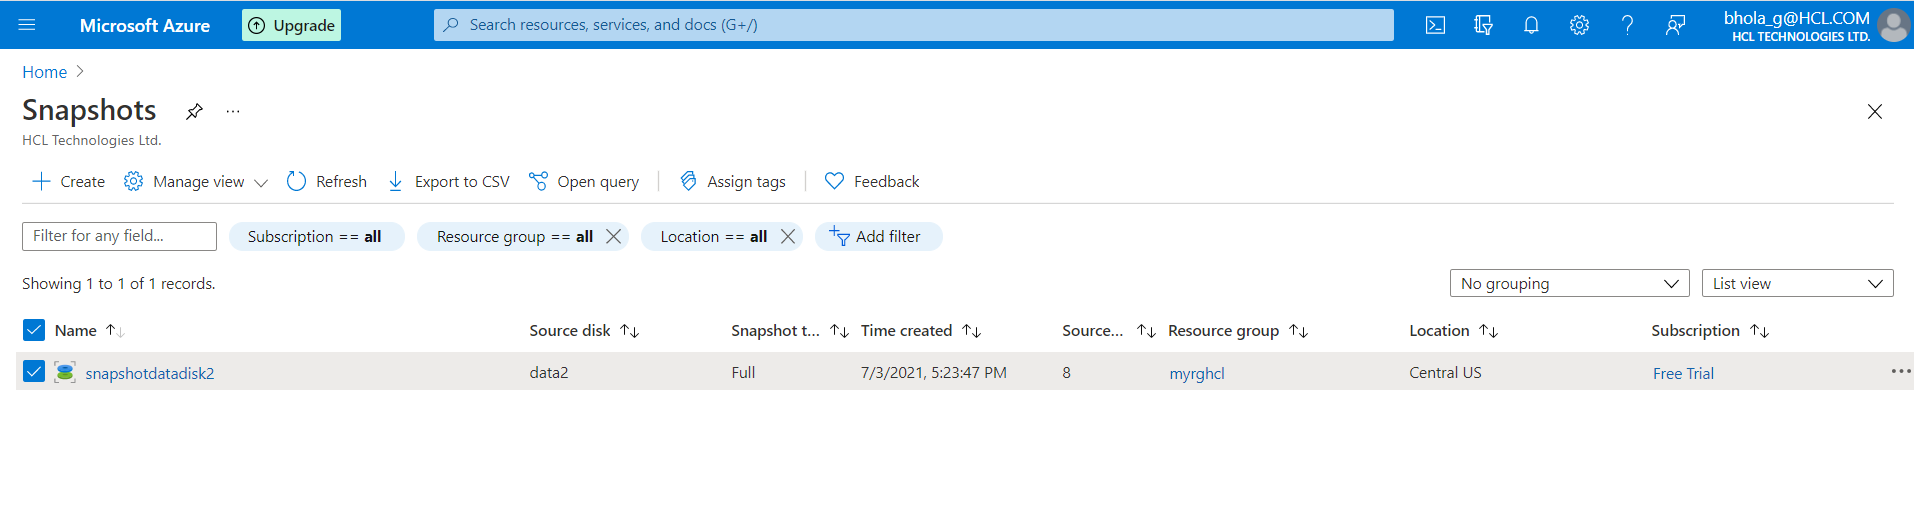 Microsoft Azure Upgrade Search resources, services, and docs (G+/) bhola_g@HCL.COM
HCL TECHNOLOGIES LTD.
Home
Snapshots ...
HCL Technologies Ltd.
Create Manage view Refresh Export to CSV Open query Assign tags Feedback
Filter for any field... Subscription == all Resource group == all Location == all Add filter
Showing 1 to 1 of 1 records. No grouping List view
Name Source disk Snapshot t... Time created Source... Resource group Location Subscription
snapshotdatadisk2 data2 Full 7/3/2021, 5:23:47 PM 8 myrghcl Central US Free Trial ...